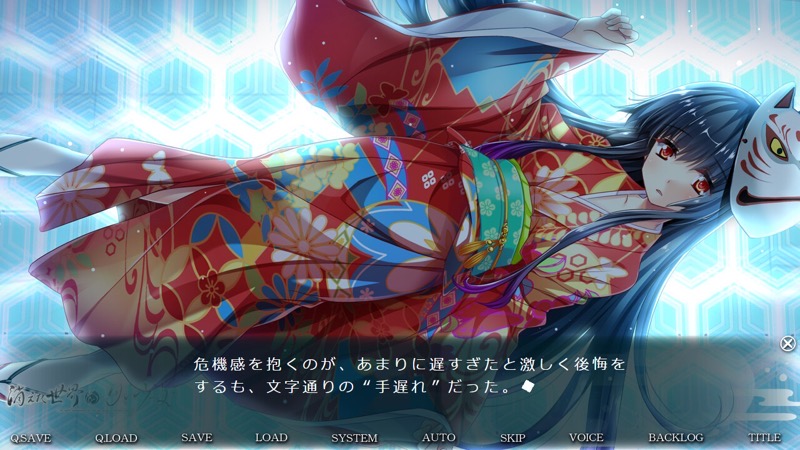 危機感を抱くのが、あまりに遅すぎたと激しく後悔を
するも、文字通りの“手遅れ”だった。
Q.SAVE Q.LOAD SAVE LOAD SYSTEM AUTO SKIP VOICE BACKLOG TITLE